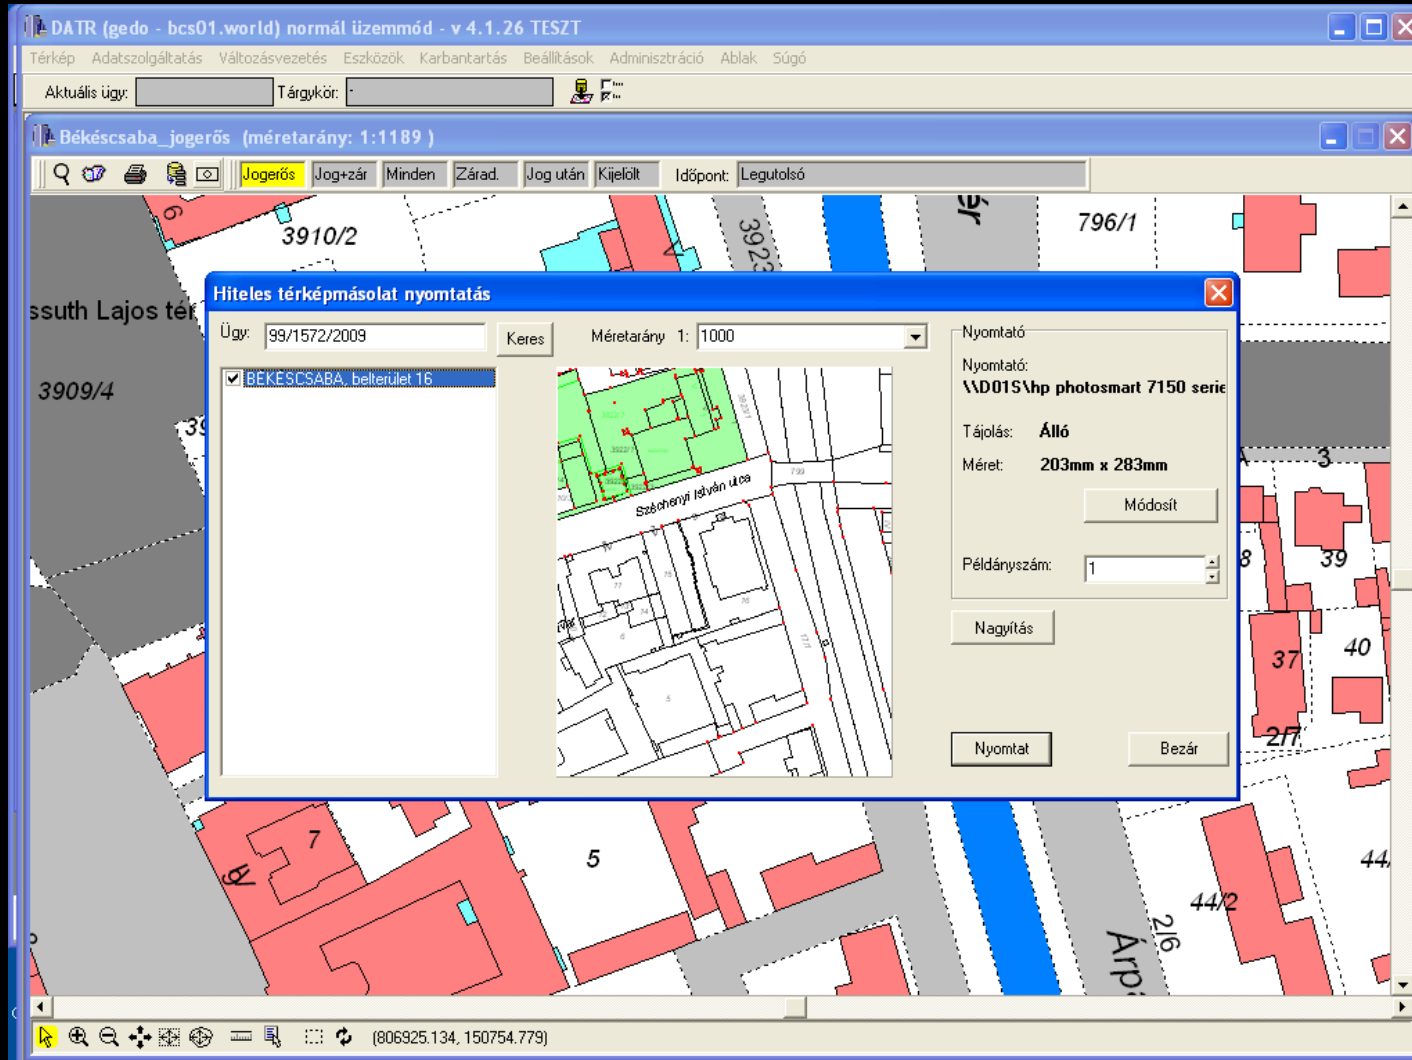 DATR (gedo - bcs01.world) normál üzemmód - v 4.1.26 TESZT
Térkép Adatszolgáltatás Változásvezetés Eszközök Karbantartás Beállítások Adminisztráció Ablak Súgó
Aktuális ügy: Tárgykör: -
Békéscsaba_jogerős (méretarány: 1:1189 )
Jogerős Jog+zár Minden Zárad. Jog után Kijelölt Időpont: Legutolsó
6
3910/2
3923
796/1
ssuth Lajos tér
3909/4
Hiteles térképmásolat nyomtatás
Ügy: 99/1572/2009 Keres Méretarány 1: 1000
BÉKÉSCSABA, belterület 16
Széchenyi István utca
Nyomtató
Nyomtató:
\\D01S\hp photosmart 7150 serie
Tájolás: Álló
Méret: 203mm x 283mm
Módosít
Példányszám: 1
Nagyítás
Nyomtat Bezár
3
8
39
40
37
2/7
7
5
44/2
2/6
Árpá
(806925.134, 150754.779)